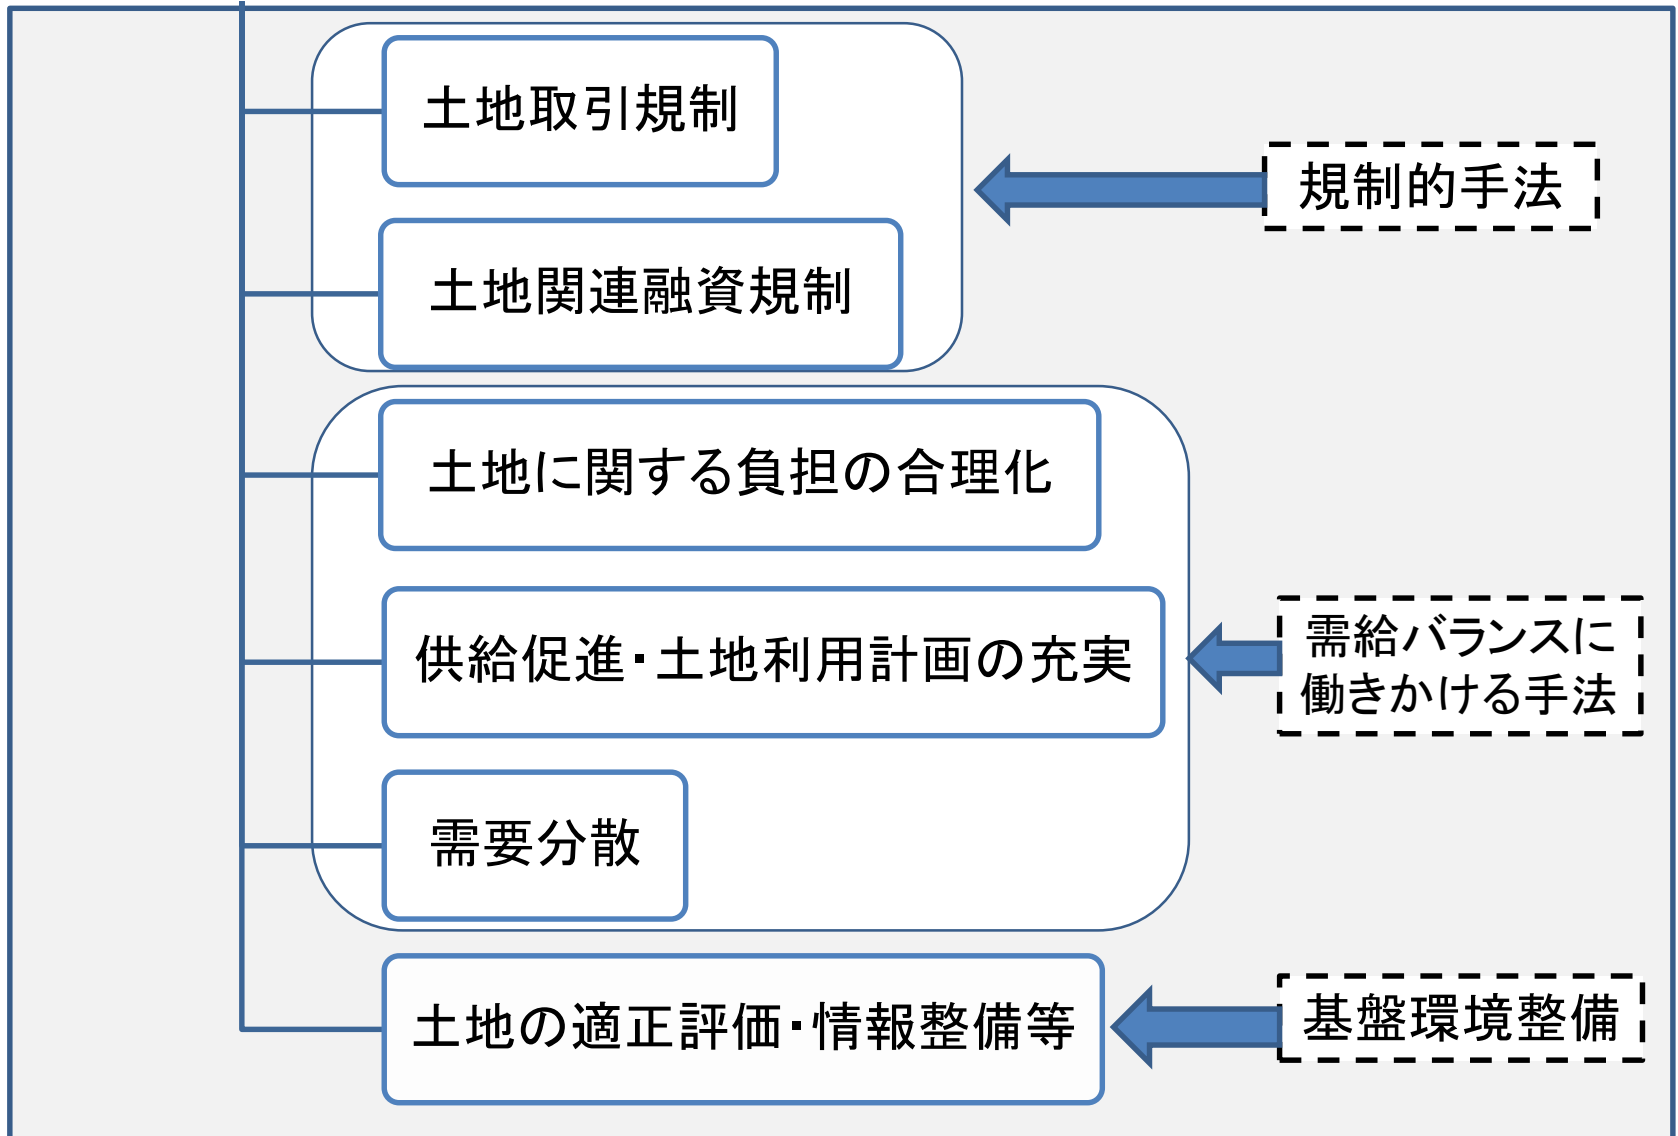 土地取引規制
規制的手法
土地関連融資規制
土地に関する負担の合理化
供給促進・土地利用計画の充実
需給バランスに
働きかける手法
需要分散
土地の適正評価・情報整備等
基盤環境整備